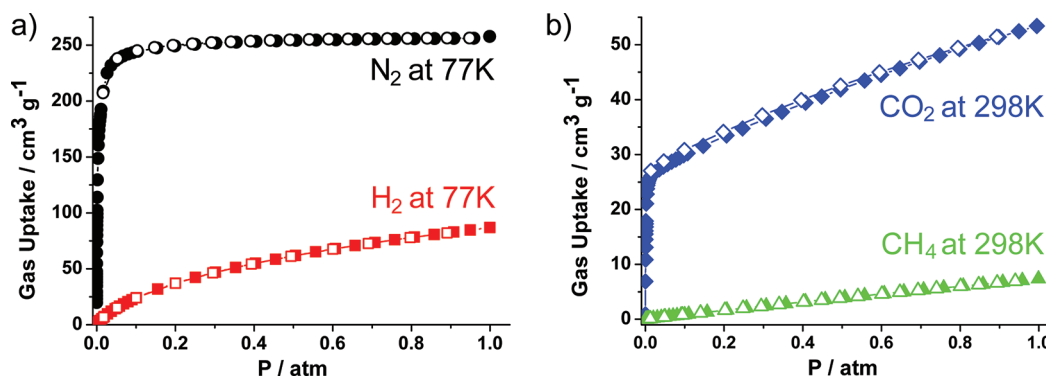 a)
Gas Uptake / cm³ g⁻¹
250
200
150
100
50
0
N₂ at 77K
H₂ at 77K
0.0 0.2 0.4 0.6 0.8 1.0
P / atm
b)
Gas Uptake / cm³ g⁻¹
50
40
30
20
10
0
CO₂ at 298K
CH₄ at 298K
0.0 0.2 0.4 0.6 0.8 1.0
P / atm